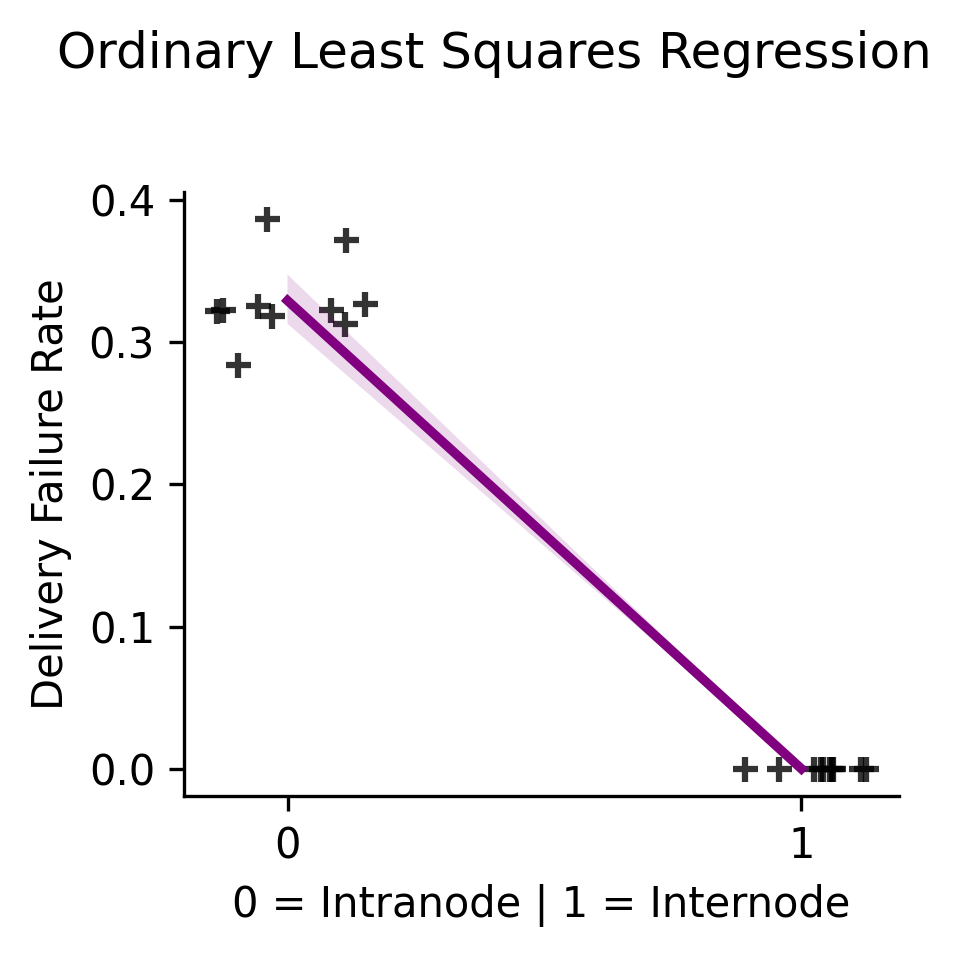 Ordinary Least Squares Regression
Delivery Failure Rate
0.4
0.3
0.2
0.1
0.0
0 1
0 = Intranode | 1 = Internode